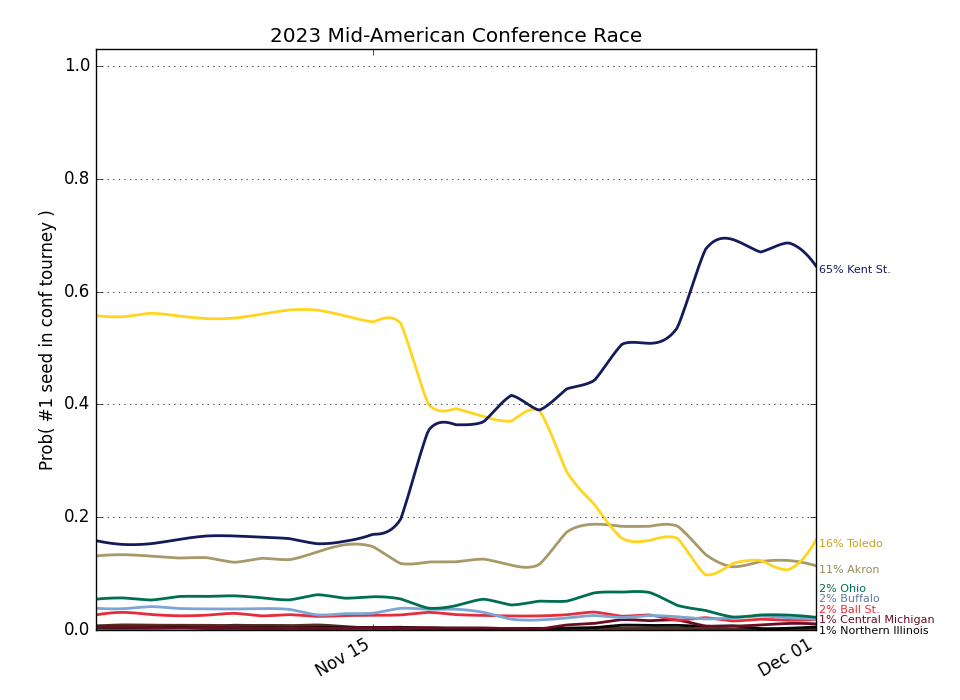 2023 Mid-American Conference Race
Prob( #1 seed in conf tourney )
1.0
0.8
0.6
0.4
0.2
0.0
Nov 15
Dec 01
65% Kent St.
16% Toledo
11% Akron
2% Ohio
2% Buffalo
2% Ball St.
1% Central Michigan
1% Northern Illinois